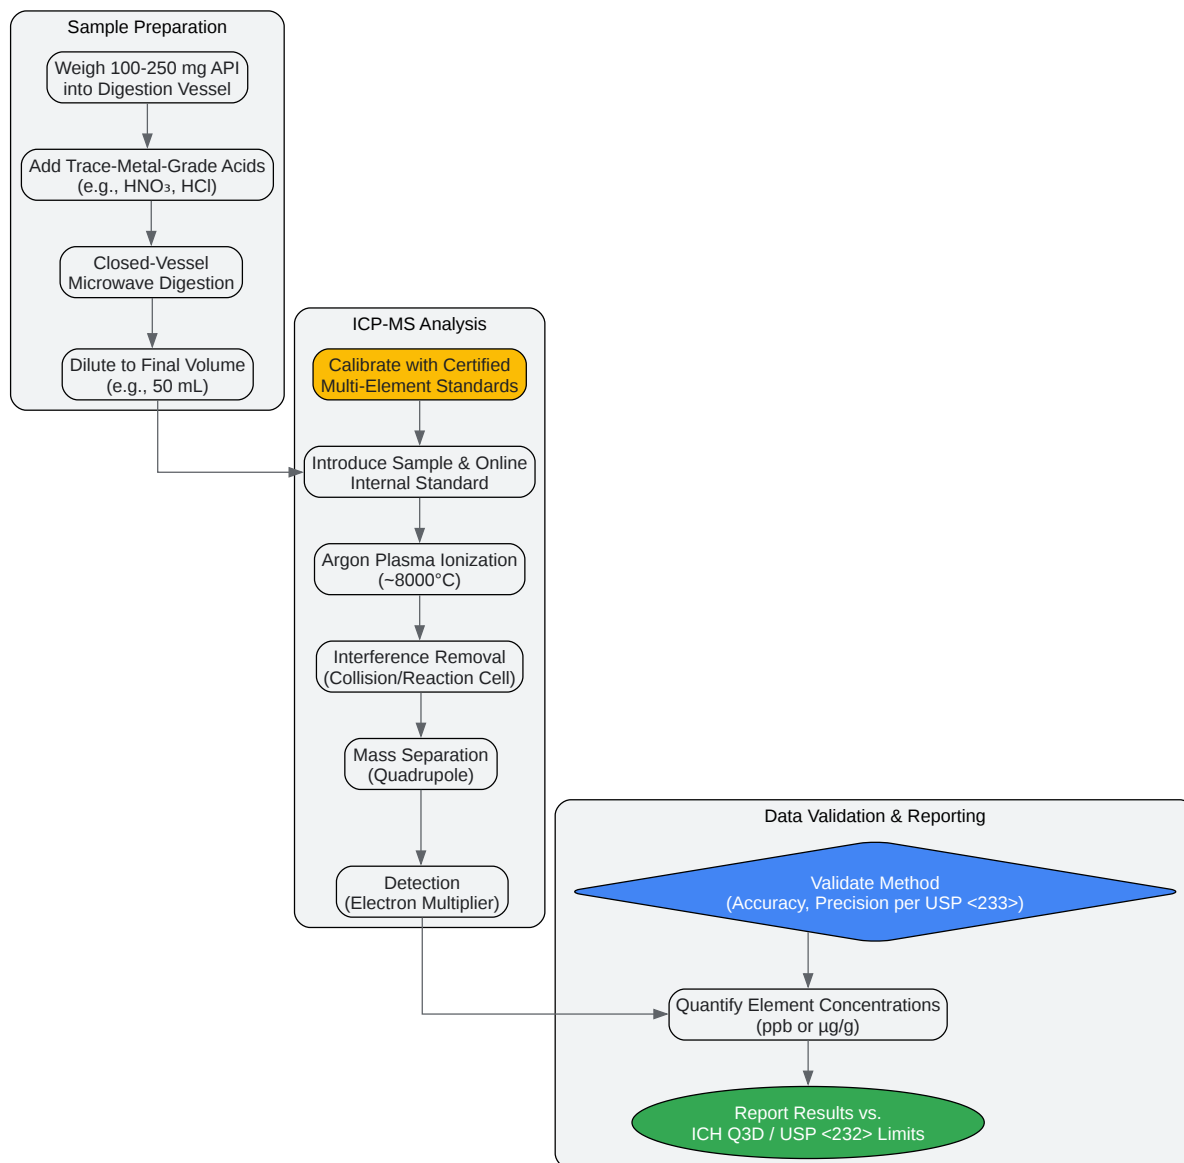 Sample Preparation
Weigh 100-250 mg API
into Digestion Vessel
Add Trace-Metal-Grade Acids
(e.g., HNO₃, HCl)
Closed-Vessel
Microwave Digestion
Dilute to Final Volume
(e.g., 50 mL)
ICP-MS Analysis
Calibrate with Certified
Multi-Element Standards
Introduce Sample & Online
Internal Standard
Argon Plasma Ionization
(~8000°C)
Interference Removal
(Collision/Reaction Cell)
Mass Separation
(Quadrupole)
Detection
(Electron Multiplier)
Data Validation & Reporting
Validate Method
(Accuracy, Precision per USP <233>)
Quantify Element Concentrations
(ppb or µg/g)
Report Results vs.
ICH Q3D / USP <232> Limits